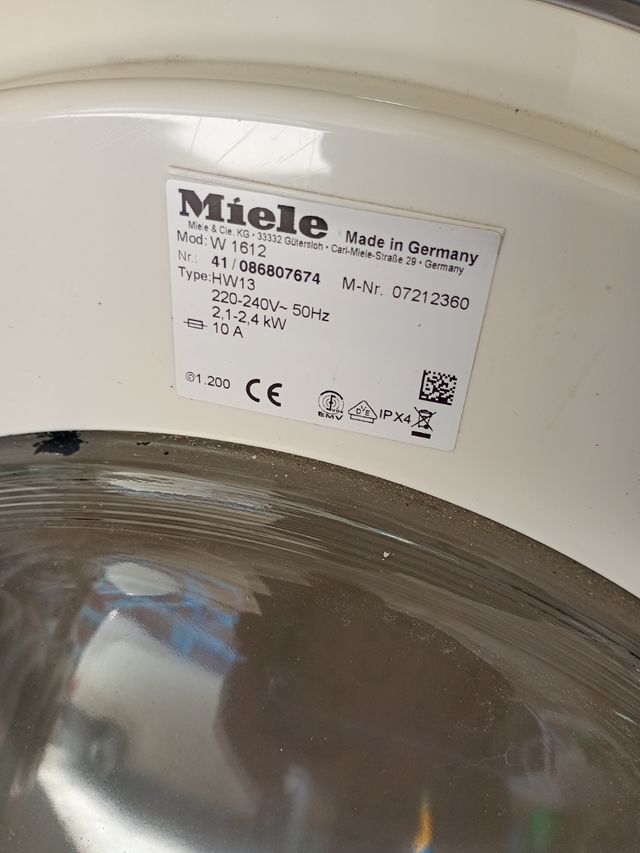 Miele Made in Germany
Miele & Cie. KG • 33332 Gütersloh • Carl-Miele-Straße 29 • Germany
Mod: W 1612
Nr.: 41 / 086807674 M-Nr. 07212360
Type:HW13
220-240V~ 50Hz
2,1-2,4 kW
10 A
1.200 CE EMV DVE IPX4